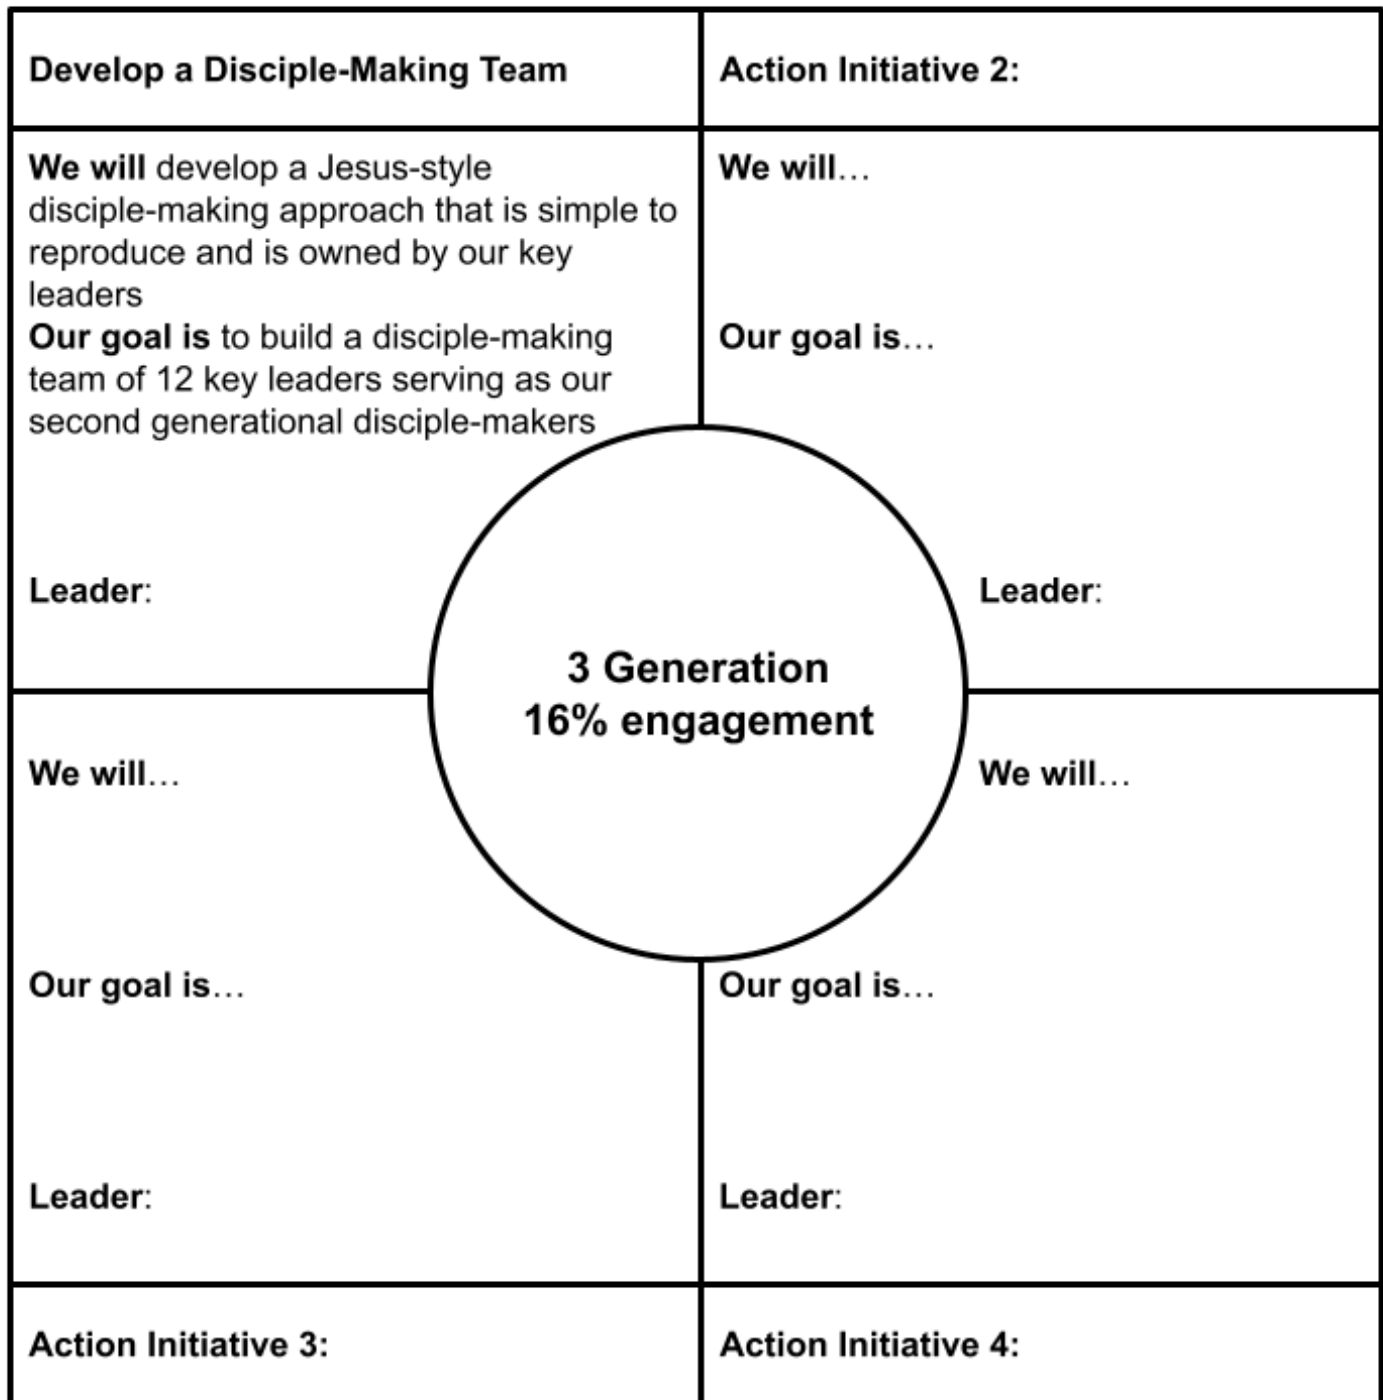 Develop a Disciple-Making Team
Action Initiative 2:
We will develop a Jesus-style
disciple-making approach that is simple to
reproduce and is owned by our key
leaders
Our goal is to build a disciple-making
team of 12 key leaders serving as our
second generational disciple-makers
Leader:
We will…
Our goal is…
Leader:
3 Generation
16% engagement
We will…
Our goal is…
Leader:
We will…
Our goal is…
Leader:
Action Initiative 3:
Action Initiative 4: